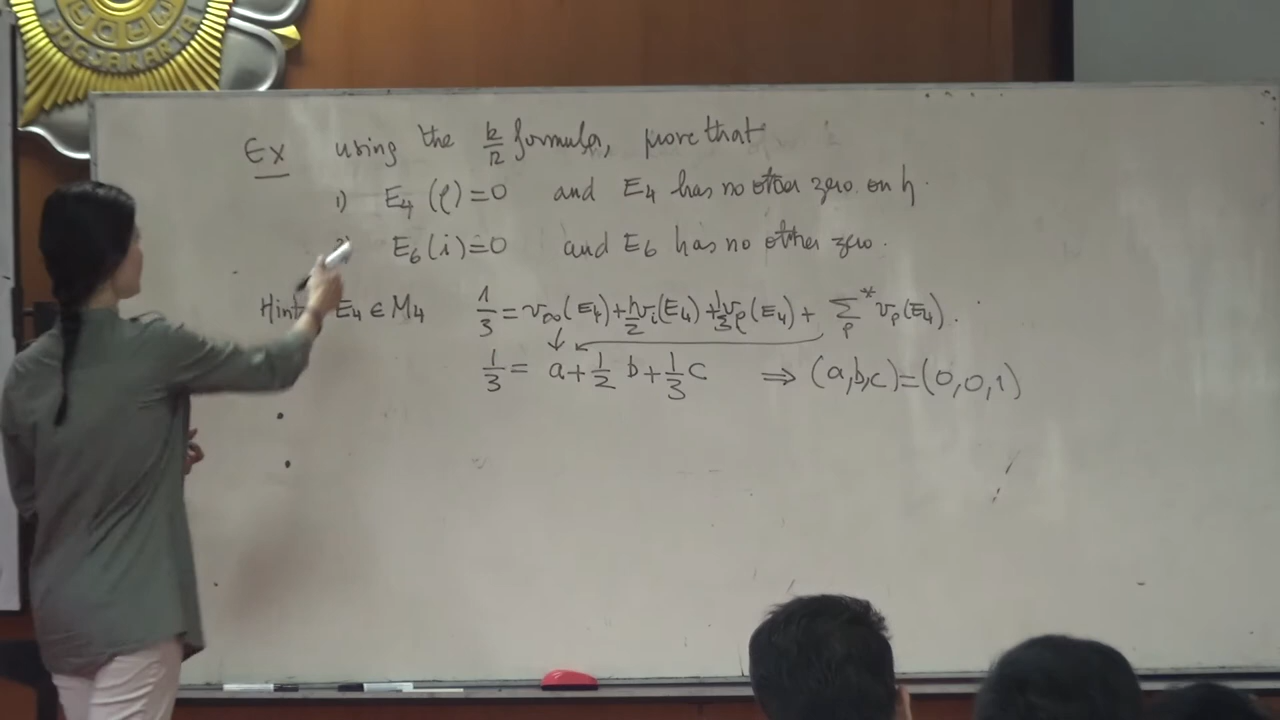 JOGJAKARTA
Ex using the k/12 formula, prove that
1) E₄(ρ)=0 and E₄ has no other zero on h.
2) E₆(i)=0 and E₆ has no other zero.
Hint E₄ ∈ M₄ 1/3 = v∞(E₄) + 1/2 vᵢ(E₄) + 1/3 vρ(E₄) + Σ*ₚ vₚ(E₄).
1/3 = a + 1/2 b + 1/3 c ⇒ (a,b,c)=(0,0,1)